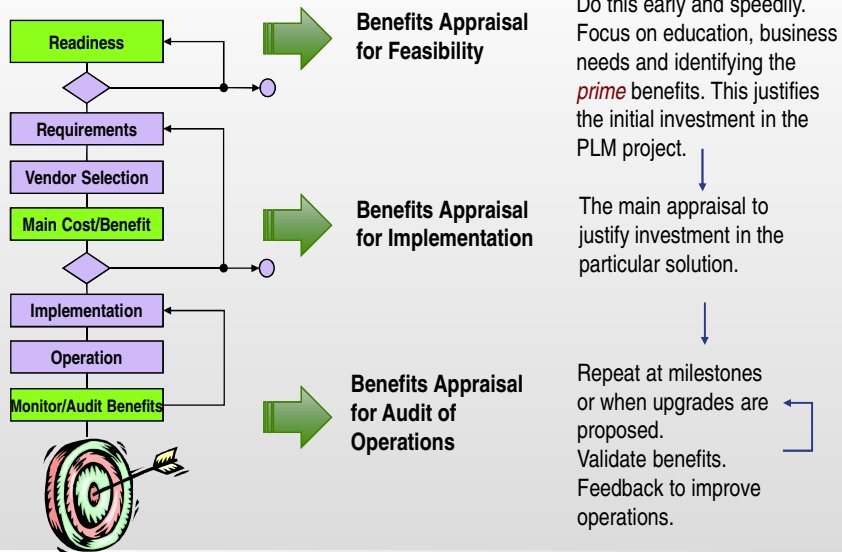 Readiness
Requirements
Vendor Selection
Main Cost/Benefit
Implementation
Operation
Monitor/Audit Benefits
Benefits Appraisal
for Feasibility
Benefits Appraisal
for Implementation
Benefits Appraisal
for Audit of
Operations
Do this early and speedily.
Focus on education, business
needs and identifying the
prime benefits. This justifies
the initial investment in the
PLM project.
The main appraisal to
justify investment in the
particular solution.
Repeat at milestones
or when upgrades are
proposed.
Validate benefits.
Feedback to improve
operations.